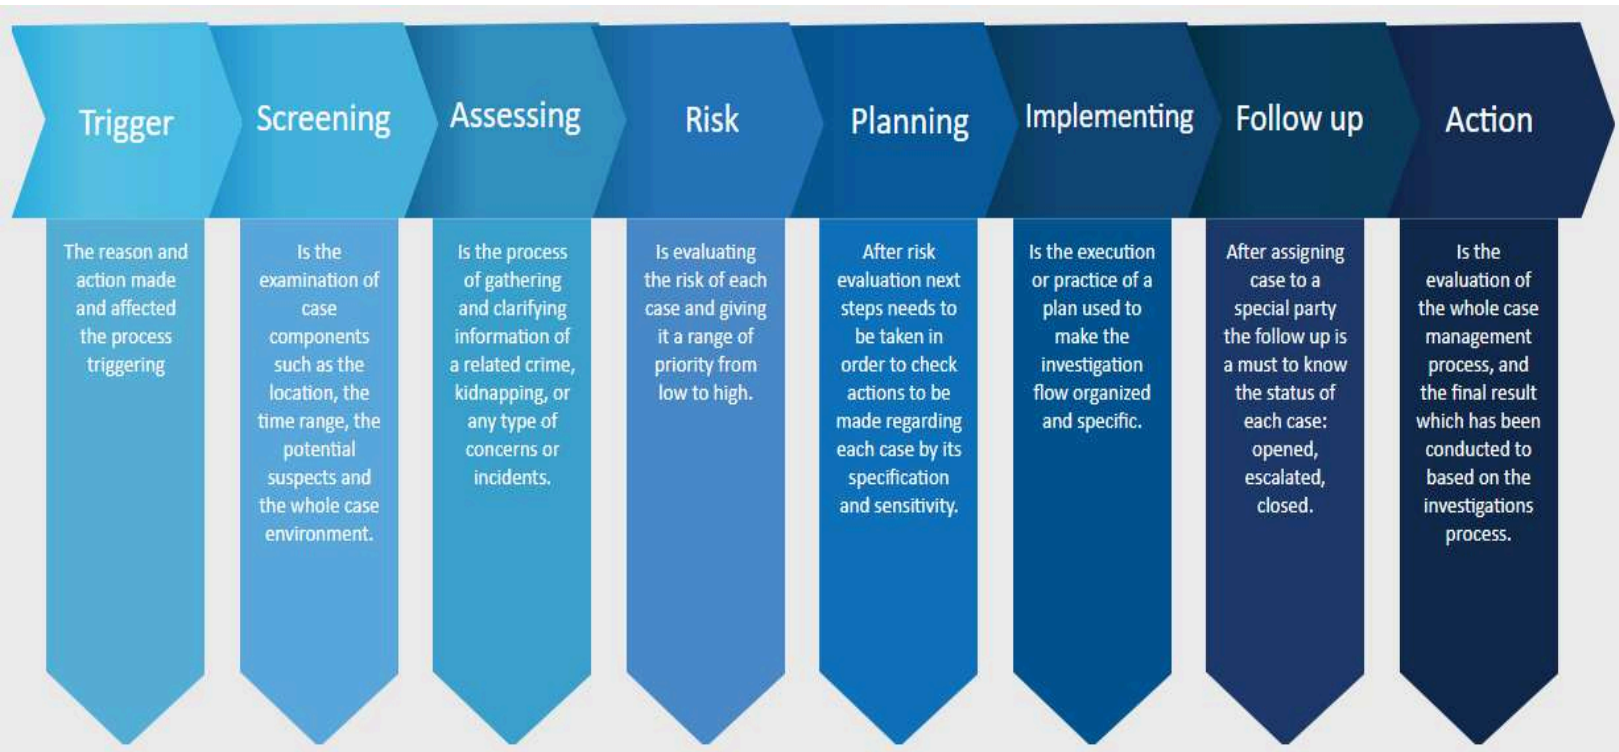 Trigger
Screening
Assessing
Risk
Planning
Implementing
Follow up
Action
The reason and
action made
and affected
the process
triggering
Is the
examination of
case
components
such as the
location, the
time range, the
potential
suspects and
the whole case
environment.
Is the process
of gathering
and clarifying
information of
a related crime,
kidnapping, or
any type of
concerns or
incidents.
Is evaluating
the risk of each
case and giving
it a range of
priority from
low to high.
After risk
evaluation next
steps needs to
be taken in
order to check
actions to be
made regarding
each case by its
specification
and sensitivity.
Is the execution
or practice of a
plan used to
make the
investigation
flow organized
and specific.
After assigning
case to a
special party
the follow up is
a must to know
the status of
each case:
opened,
escalated,
closed.
Is the
evaluation of
the whole case
management
process, and
the final result
which has been
conducted to
based on the
investigations
process.